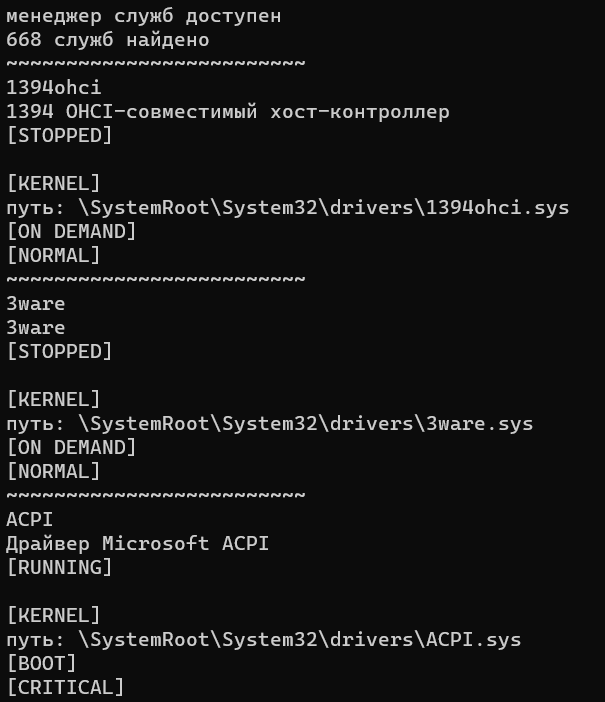 менеджер служб доступен
668 служб найдено
~~~~~~~~~~~~~~~~~~~~~~~~~
1394ohci
1394 OHCI-совместимый хост-контроллер
[STOPPED]
[KERNEL]
путь: \SystemRoot\System32\drivers\1394ohci.sys
[ON DEMAND]
[NORMAL]
~~~~~~~~~~~~~~~~~~~~~~~~~
3ware
3ware
[STOPPED]
[KERNEL]
путь: \SystemRoot\System32\drivers\3ware.sys
[ON DEMAND]
[NORMAL]
~~~~~~~~~~~~~~~~~~~~~~~~~
ACPI
Драйвер Microsoft ACPI
[RUNNING]
[KERNEL]
путь: \SystemRoot\System32\drivers\ACPI.sys
[BOOT]
[CRITICAL]